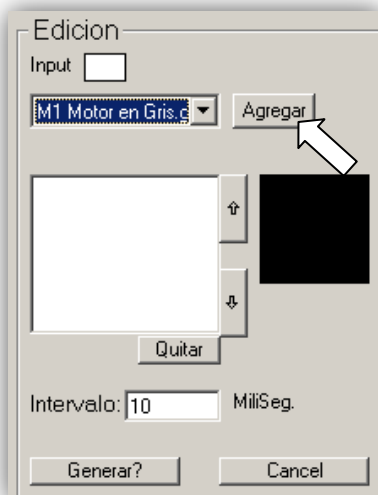 Edicion
Input
M1 Motor en Gris.c Agregar
Quitar
Intervalo: 10 MiliSeg.
Generar? Cancel